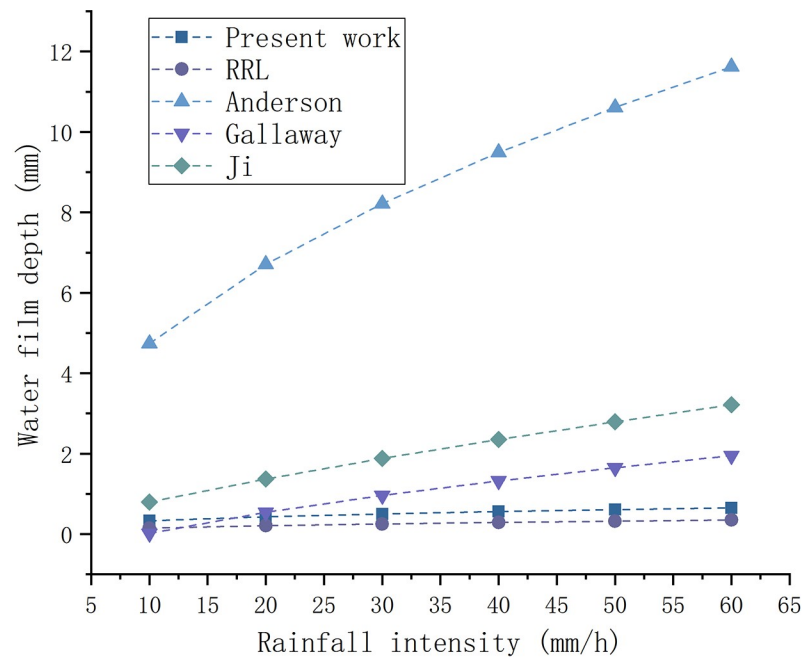 Present work
RRL
Anderson
Gallaway
Ji
Water film depth (mm)
12
10
8
6
4
2
0
5 10 15 20 25 30 35 40 45 50 55 60 65
Rainfall intensity (mm/h)